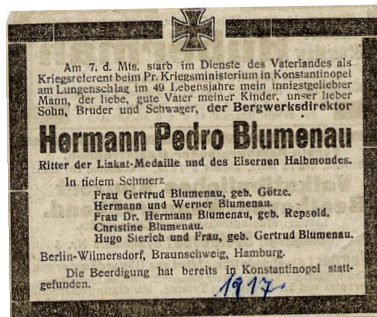 Am 7. d. Mts. starb im Dienste des Vaterlandes als
Kriegsreferent beim Pr. Kriegsministerium in Konstantinopel
am Lungenschlag im 49 Lebensjahre mein innigstgeliebter
Mann, der liebe, gute Vater meiner Kinder, unser lieber
Sohn, Bruder und Schwager, der Bergwerksdirektor
Hermann Pedro Blumenau
Ritter der Liakat-Medaille und des Eisernen Halbmondes.
In tiefem Schmerz
Frau Gertrud Blumenau, geb. Götze.
Hermann und Werner Blumenau.
Frau Dr. Hermann Blumenau, geb. Repsold.
Christine Blumenau.
Hugo Sierich und Frau, geb. Gertrud Blumenau.
Berlin-Wilmersdorf, Braunschweig, Hamburg.
Die Beerdigung hat bereits in Konstantinopel statt-
gefunden.
1917.